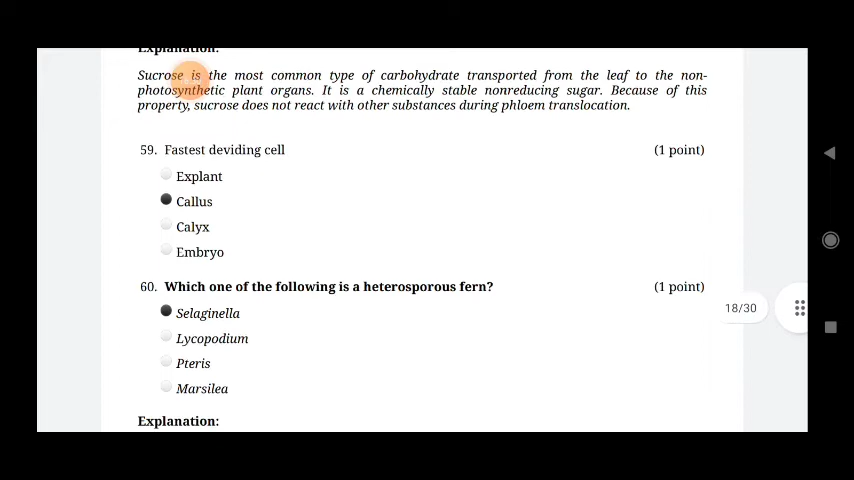 Explanation:
Sucrose is the most common type of carbohydrate transported from the leaf to the non-
photosynthetic plant organs. It is a chemically stable nonreducing sugar. Because of this
property, sucrose does not react with other substances during phloem translocation.
59. Fastest deviding cell (1 point)
Explant
Callus
Calyx
Embryo
60. Which one of the following is a heterosporous fern? (1 point)
Selaginella
18/30
Lycopodium
Pteris
Marsilea
Explanation: